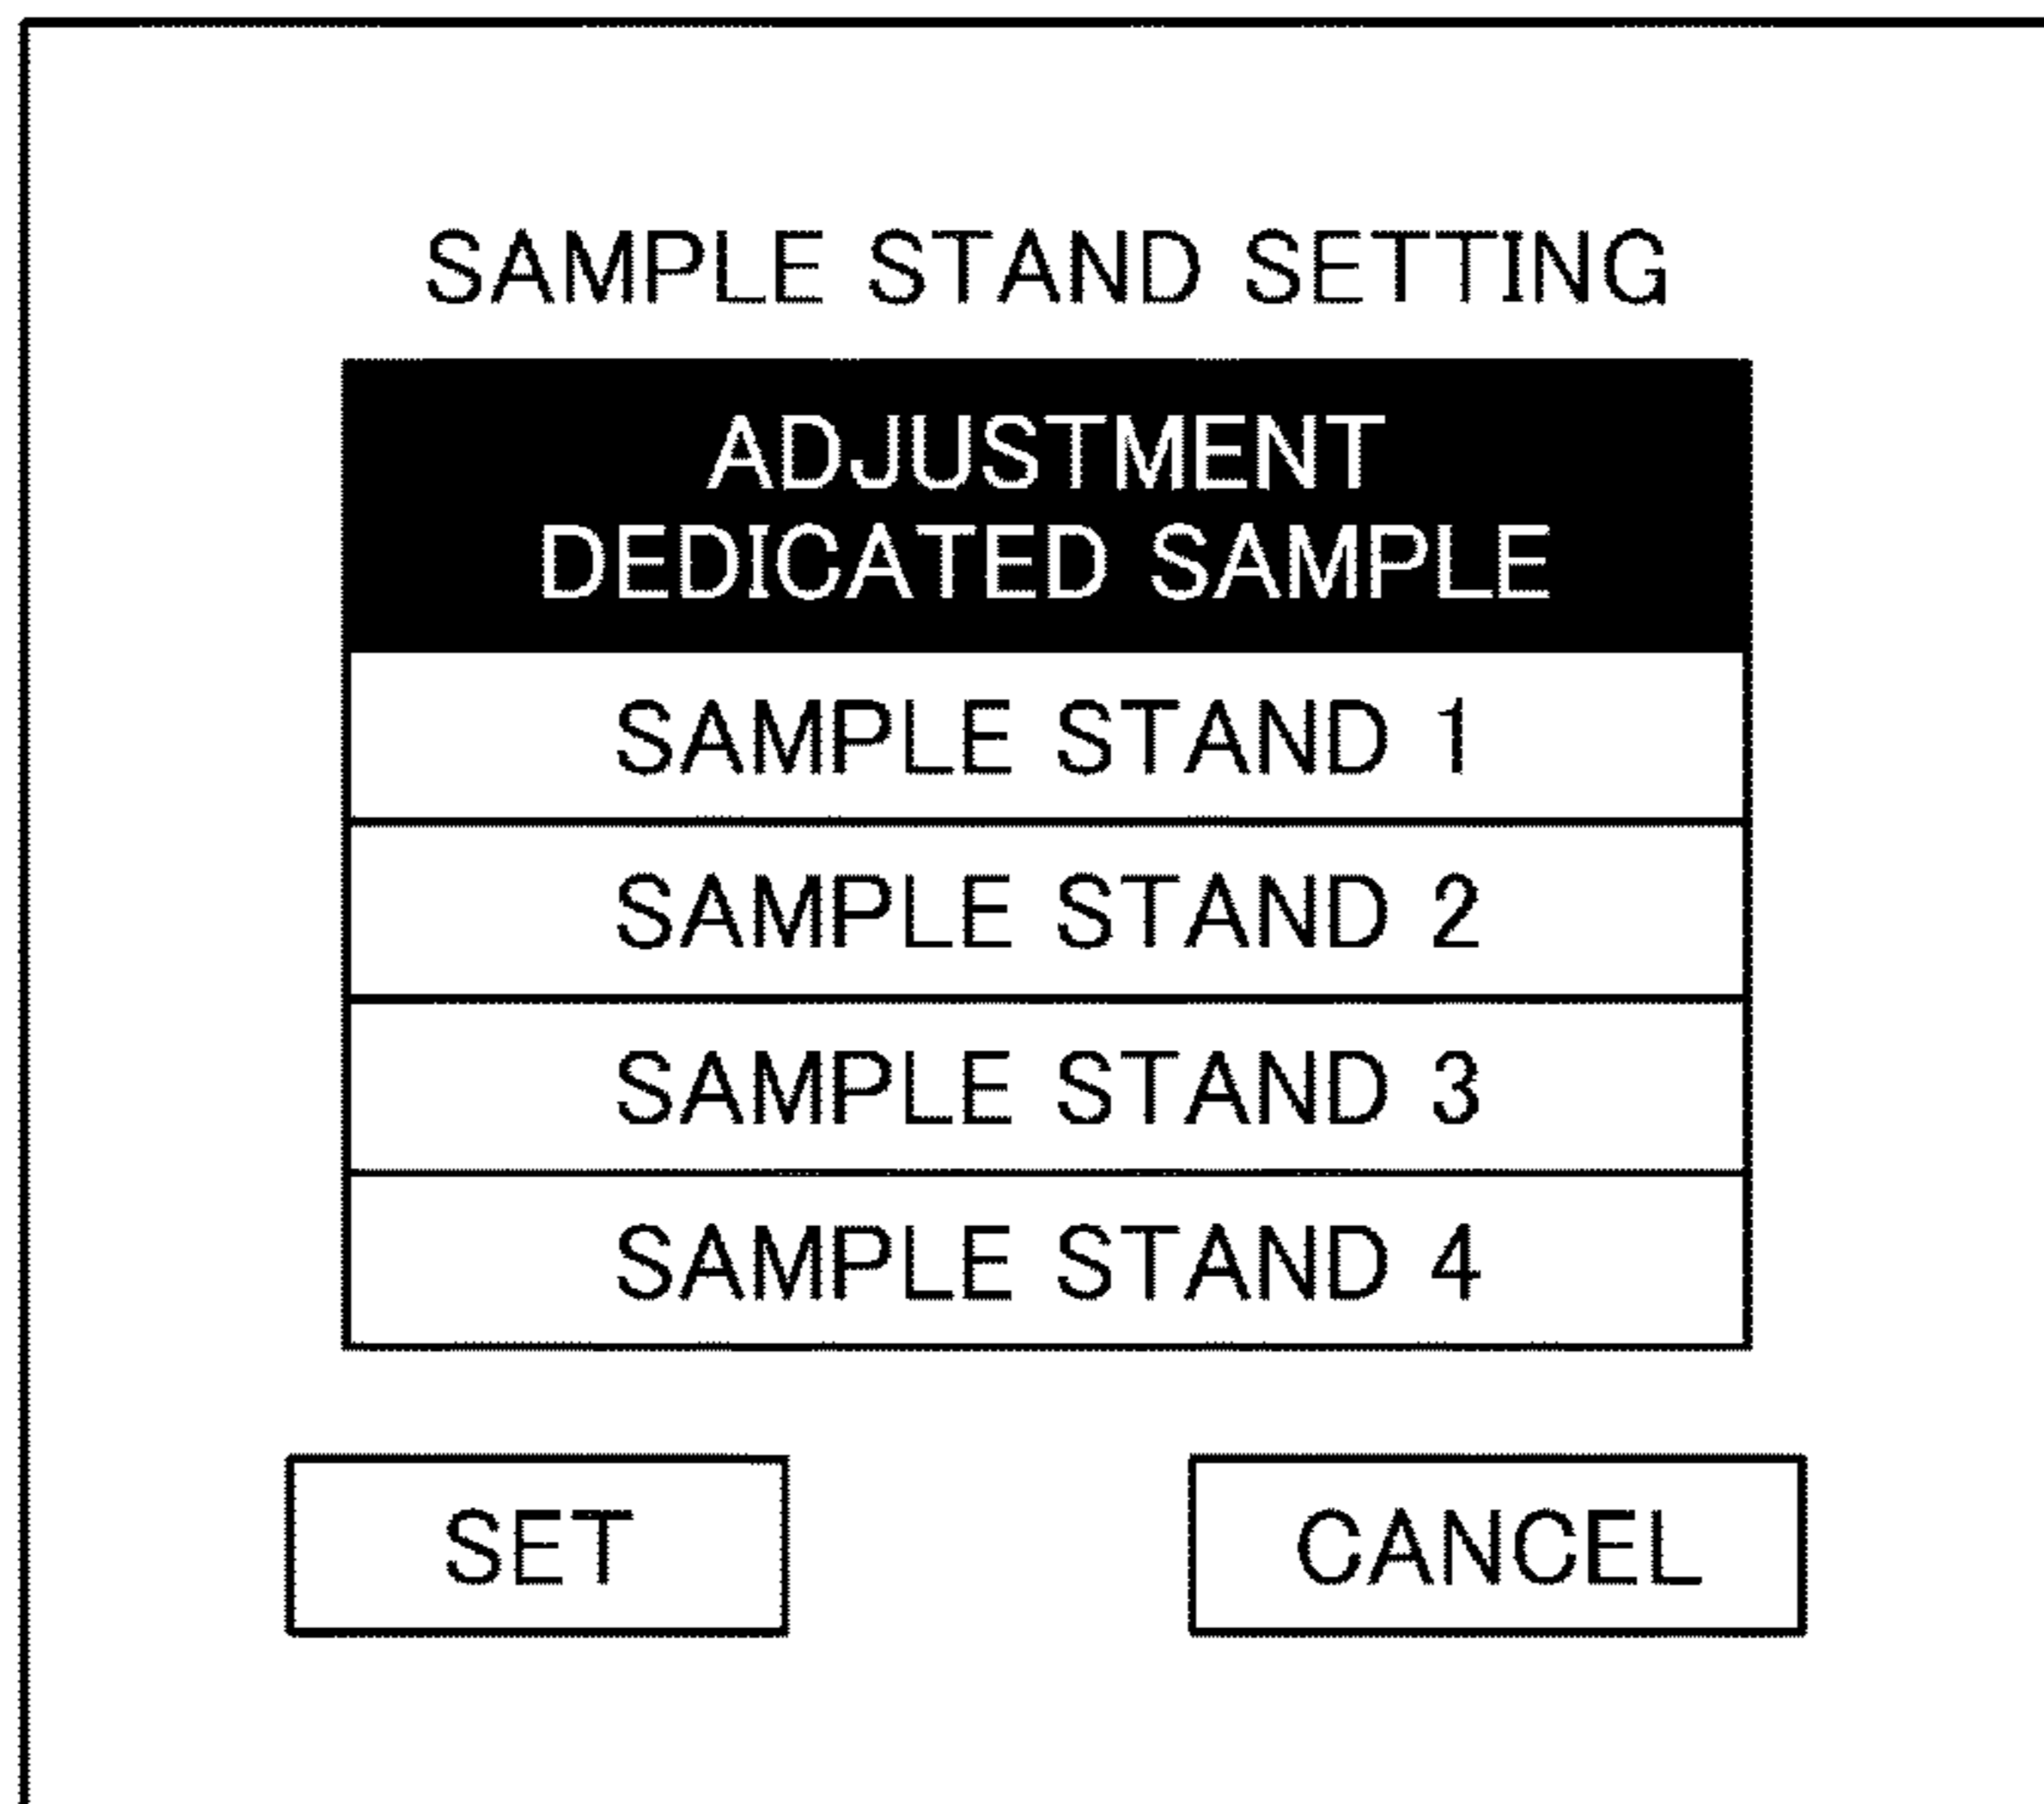 SAMPLE STAND SETTING
ADJUSTMENT
DEDICATED SAMPLE
SAMPLE STAND 1
SAMPLE STAND 2
SAMPLE STAND 3
SAMPLE STAND 4
SET
CANCEL